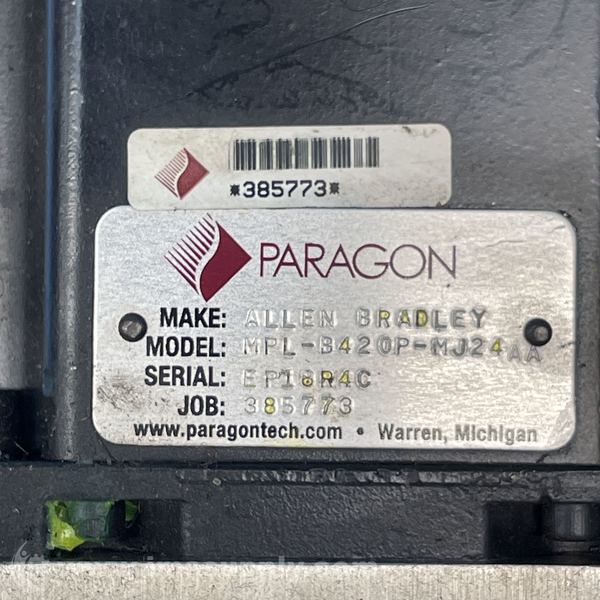 *385773*
PARAGON
MAKE: ALLEN BRADLEY
MODEL: MPL-B420P-MJ24AA
SERIAL: EP18R4C
JOB: 385773
www.paragontech.com • Warren, Michigan